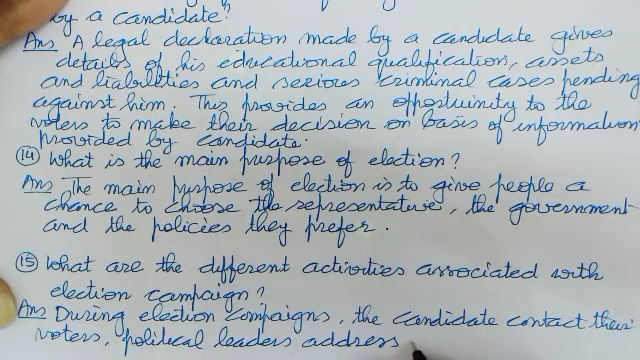 by a candidate?
Ans A legal declaration made by a candidate gives
details of his educational qualification, assets
and liabilities and serious criminal cases pending
against him. This provides an opportuinity to the
voters to make their decision on basis of information
provided by candidate.
(14) What is the main purpose of election?
Ans The main purpose of election is to give people a
chance to choose the representative, the government
and the policies they prefer.
(15) What are the different activities associated with
election campaign?
Ans During election campaigns, the candidate contact their
voters, political leaders address